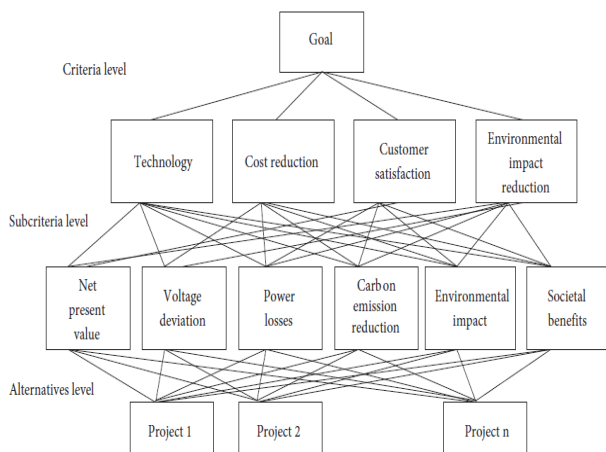 Goal
Criteria level
Technology
Cost reduction
Customer
satisfaction
Environmental
impact
reduction
Subcriteria level
Net
present
value
Voltage
deviation
Power
losses
Carbon
emission
reduction
Environmental
impact
Societal
benefits
Alternatives level
Project 1
Project 2
Project n